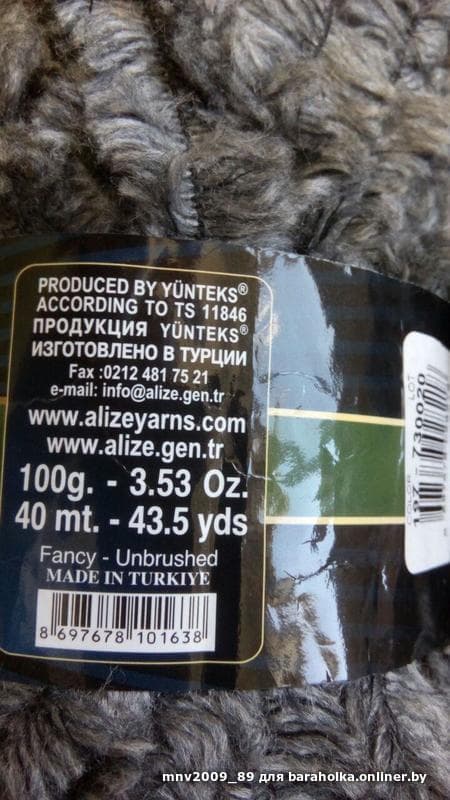 PRODUCED BY YÜNTEKS®
ACCORDING TO TS 11846
ПРОДУКЦИЯ YÜNTEKS®
ИЗГОТОВЛЕНО В ТУРЦИИ
Fax :0212 481 75 21
e-mail: info@alize.gen.tr
www.alizeyarns.com
www.alize.gen.tr
100g. - 3.53 Oz.
40 mt. - 43.5 yds
Fancy - Unbrushed
MADE IN TURKIYE
8 697678 101638
LOT
730020
mnv2009_89 для baraholka.onliner.by